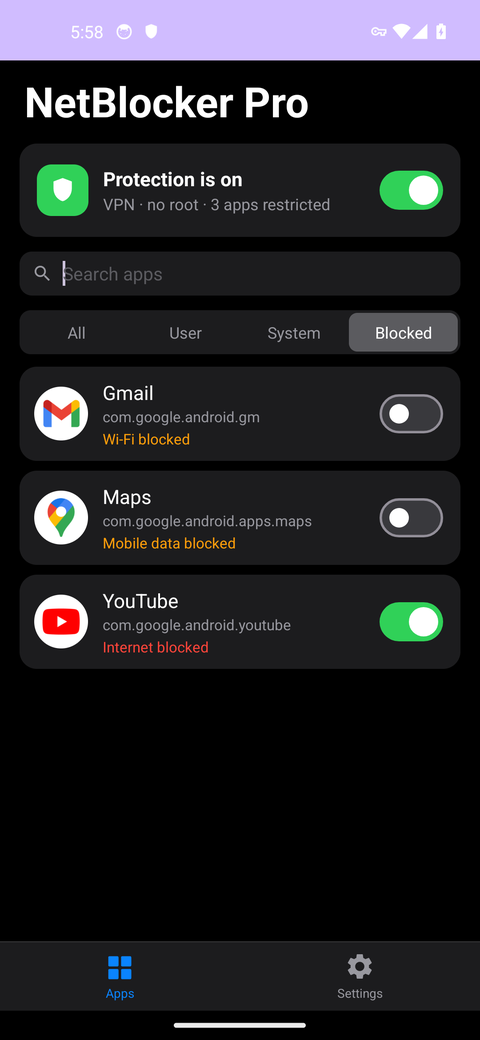 5:58
NetBlocker Pro
Protection is on
VPN · no root · 3 apps restricted
Search apps
All User System Blocked
Gmail
com.google.android.gm
Wi-Fi blocked
Maps
com.google.android.apps.maps
Mobile data blocked
YouTube
com.google.android.youtube
Internet blocked
Apps Settings